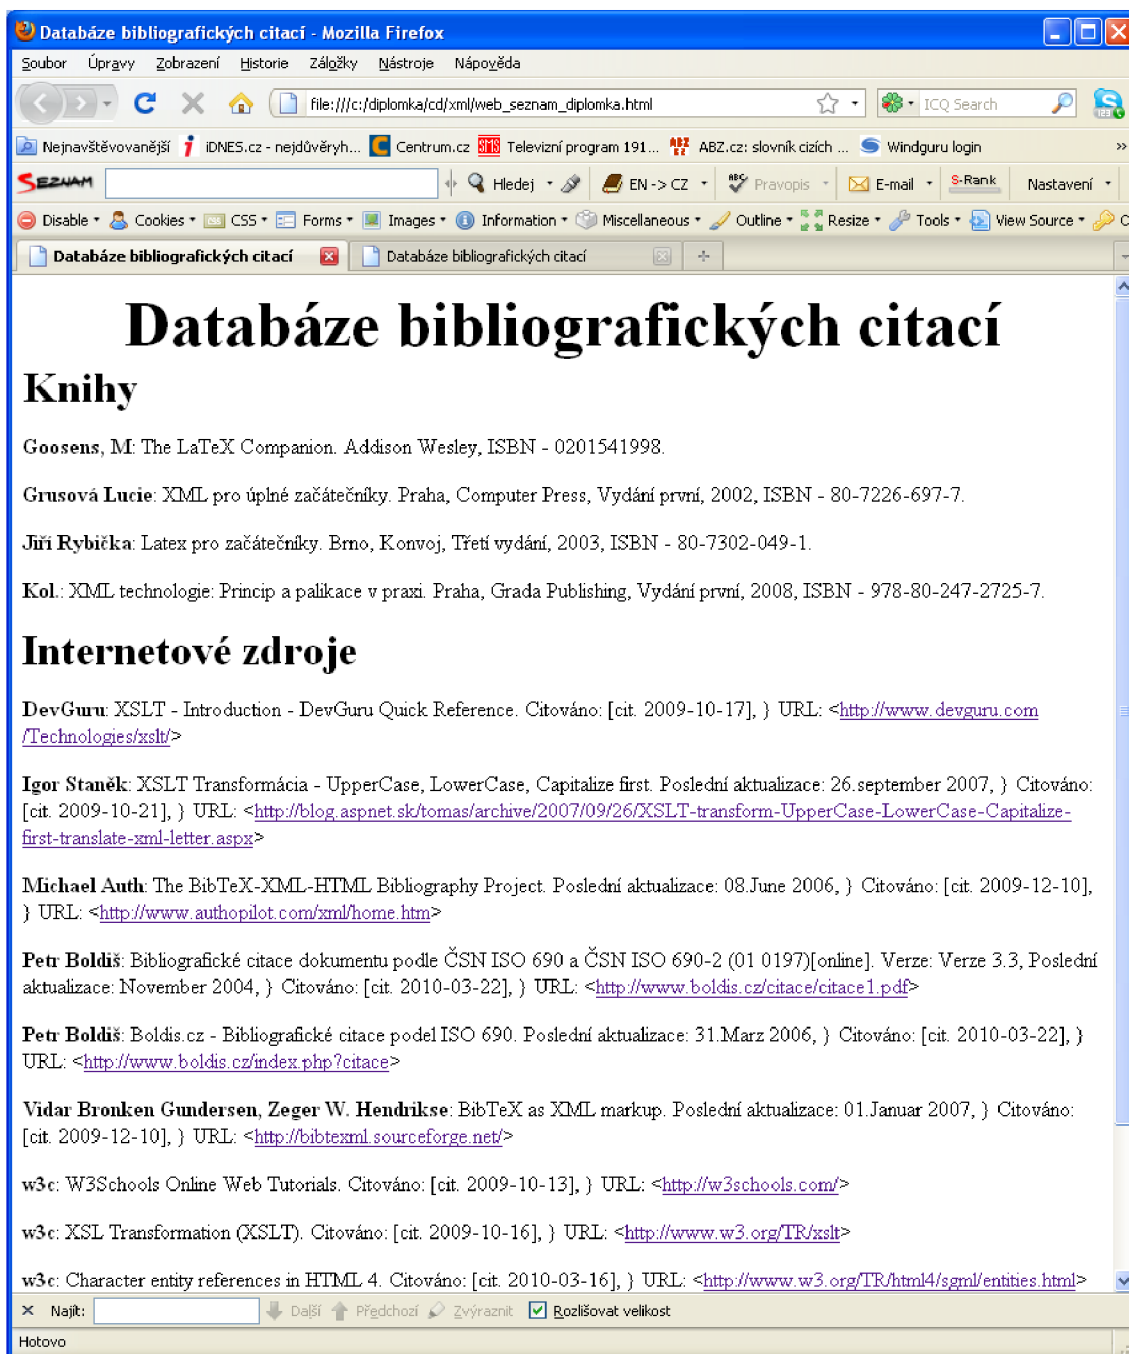 Databáze bibliografických citací - Mozilla Firefox
Soubor Úpravy Zobrazení Historie Záložky Nástroje Nápověda
file:///c:/diplomka/cd/xml/web_seznam_diplomka.html ICQ Search
Nejnavštěvovanější iDNES.cz - nejdůvěryh... Centrum.cz SMS Televizní program 191... ABZ.cz: slovník cizích ... Windguru login »
SEZNAM Hledej EN -> CZ Pravopis E-mail S-Rank Nastavení
Disable Cookies CSS Forms Images Information Miscellaneous Outline Resize Tools View Source
Databáze bibliografických citací Databáze bibliografických citací
Databáze bibliografických citací
Knihy
Goosens, M: The LaTeX Companion. Addison Wesley, ISBN - 0201541998.
Grusová Lucie: XML pro úplné začátečníky. Praha, Computer Press, Vydání první, 2002, ISBN - 80-7226-697-7.
Jiří Rybička: Latex pro začátečníky. Brno, Konvoj, Třetí vydání, 2003, ISBN - 80-7302-049-1.
Kol.: XML technologie: Princip a palikace v praxi. Praha, Grada Publishing, Vydání první, 2008, ISBN - 978-80-247-2725-7.
Internetové zdroje
DevGuru: XSLT - Introduction - DevGuru Quick Reference. Citováno: [cit. 2009-10-17], } URL: <http://www.devguru.com
/Technologies/xslt/>
Igor Staněk: XSLT Transformácia - UpperCase, LowerCase, Capitalize first. Poslední aktualizace: 26.september 2007, } Citováno:
[cit. 2009-10-21], } URL: <http://blog.aspnet.sk/tomas/archive/2007/09/26/XSLT-transform-UpperCase-LowerCase-Capitalize-
first-translate-xml-letter.aspx>
Michael Auth: The BibTeX-XML-HTML Bibliography Project. Poslední aktualizace: 08.June 2006, } Citováno: [cit. 2009-12-10],
} URL: <http://www.authopilot.com/xml/home.htm>
Petr Boldiš: Bibliografické citace dokumentu podle ČSN ISO 690 a ČSN ISO 690-2 (01 0197)[online]. Verze: Verze 3.3, Poslední
aktualizace: November 2004, } Citováno: [cit. 2010-03-22], } URL: <http://www.boldis.cz/citace/citace1.pdf>
Petr Boldiš: Boldis.cz - Bibliografické citace podel ISO 690. Poslední aktualizace: 31.Marz 2006, } Citováno: [cit. 2010-03-22], }
URL: <http://www.boldis.cz/index.php?citace>
Vidar Bronken Gundersen, Zeger W. Hendrikse: BibTeX as XML markup. Poslední aktualizace: 01.Januar 2007, } Citováno:
[cit. 2009-12-10], } URL: <http://bibtexml.sourceforge.net/>
w3c: W3Schools Online Web Tutorials. Citováno: [cit. 2009-10-13], } URL: <http://w3schools.com/>
w3c: XSL Transformation (XSLT). Citováno: [cit. 2009-10-16], } URL: <http://www.w3.org/TR/xslt>
w3c: Character entity references in HTML 4. Citováno: [cit. 2010-03-16], } URL: <http://www.w3.org/TR/html4/sgml/entities.html>
Najít: Další Předchozí Zvýraznit Rozlišovat velikost
Hotovo